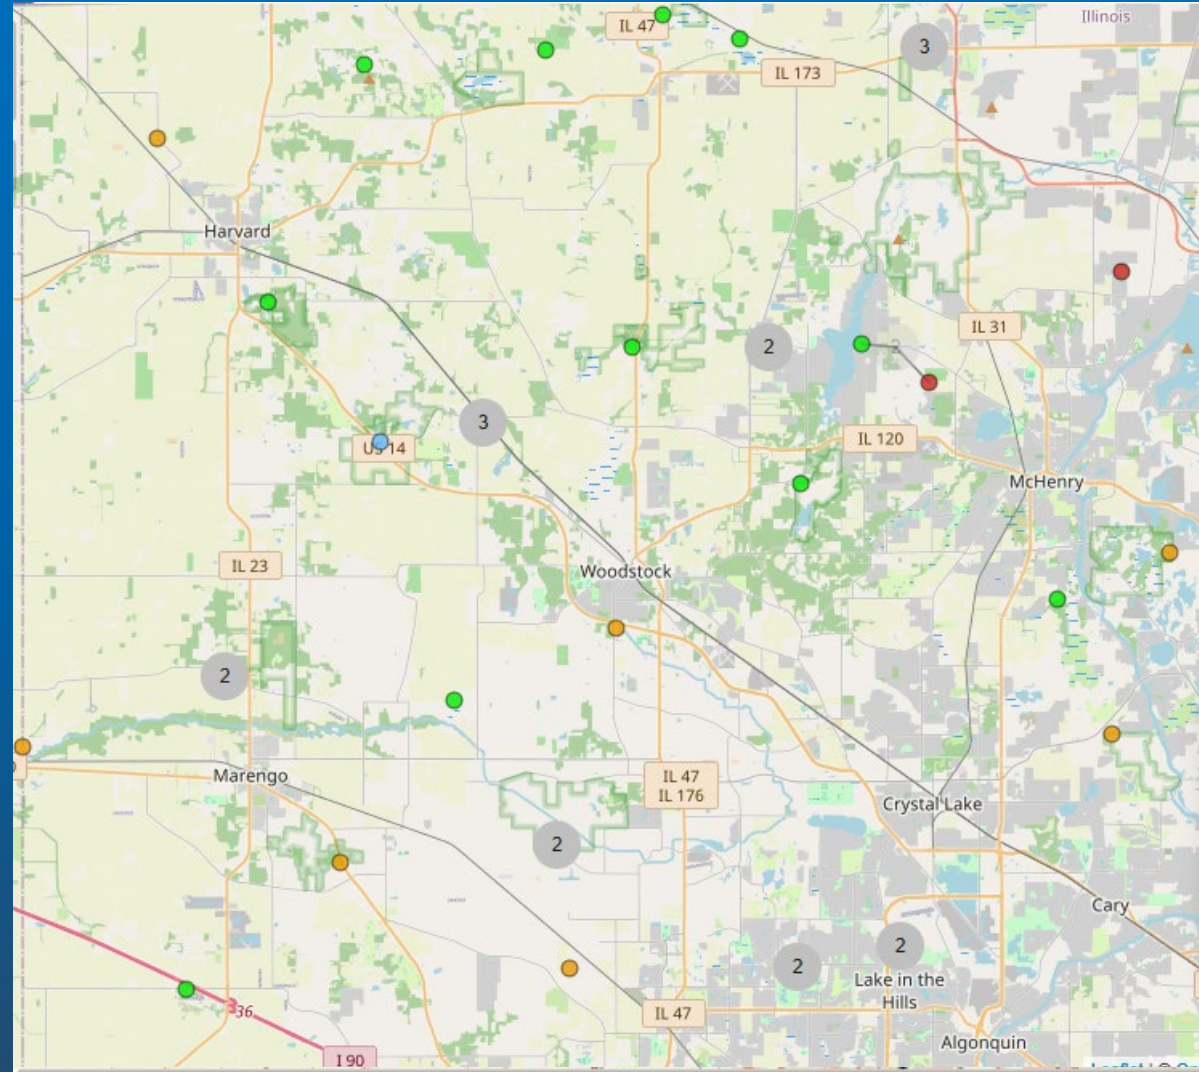 IL 47
Illinois
3
IL 173
Harvard
IL 31
2
2
3
US 14
IL 120
McHenry
IL 23
Woodstock
2
Marengo
IL 47
IL 176
Crystal Lake
2
Cary
2
2
Lake in the
Hills
36
IL 47
Algonquin
I 90